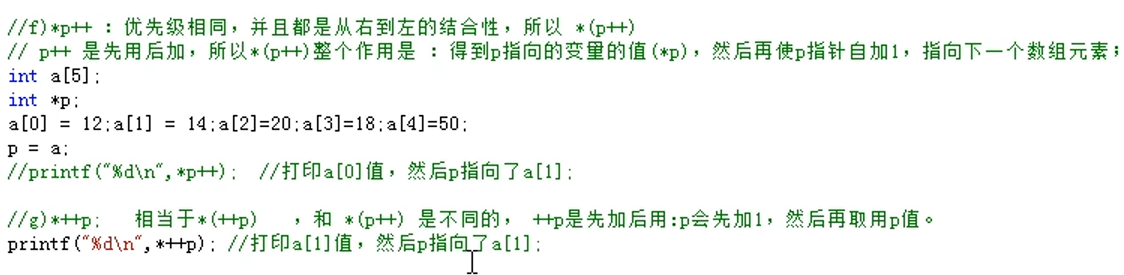 //f)*p++ : 优先级相同，并且都是从右到左的结合性，所以 *(p++)
// p++ 是先用后加，所以*(p++)整个作用是 : 得到p指向的变量的值(*p)，然后再使p指针自加1，指向下一个数组元素;
int a[5];
int *p;
a[0] = 12;a[1] = 14;a[2]=20;a[3]=18;a[4]=50;
p = a;
//printf("%d\n",*p++);  //打印a[0]值，然后p指向了a[1];
//g)*++p;   相当于*(++p)   ，和 *(p++) 是不同的， ++p是先加后用:p会先加1，然后再取用p值。
printf("%d\n",*++p); //打印a[1]值，然后p指向了a[1];